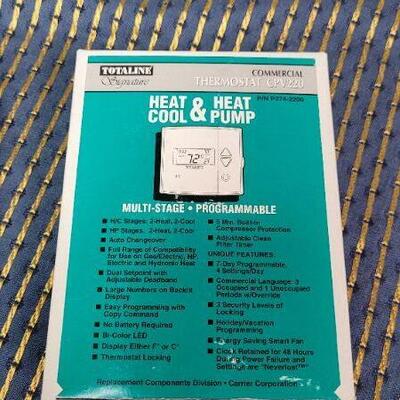 TOTALINE
Signature
COMMERCIAL
THERMOSTAT CPV220
P/N P274-2200
HEAT & HEAT
COOL PUMP
72
MULTI-STAGE • PROGRAMMABLE
■ H/C Stages: 2-Heat, 2-Cool
■ HP Stages: 2-Heat, 2-Cool
■ Auto Changeover
■ Full Range of Compatibility
for Use on Gas/Electric, HP,
Electric and Hydronic Heat
■ Dual Setpoint with
Adjustable Deadband
■ Large Numbers on Backlit
Display
■ Easy Programming with
Copy Command
■ No Battery Required
■ Bi-Color LED
■ Display Either F° or C°
■ Thermostat Locking
■ 5 Min. Built-in
Compressor Protection
■ Adjustable Clean
Filter Timer
UNIQUE FEATURES:
■ 7-Day Programmable,
4 Settings/Day
■ Commercial Language: 3
Occupied and 1 Unoccupied
Periods w/Override
■ 3 Security Levels of
Locking
■ Holiday/Vacation
Programming
■ Energy Saving Smart Fan
■ Clock Retained for 48 Hours
During Power Failure and
Settings are "Neverlost"
Replacement Components Division • Carrier Corporation